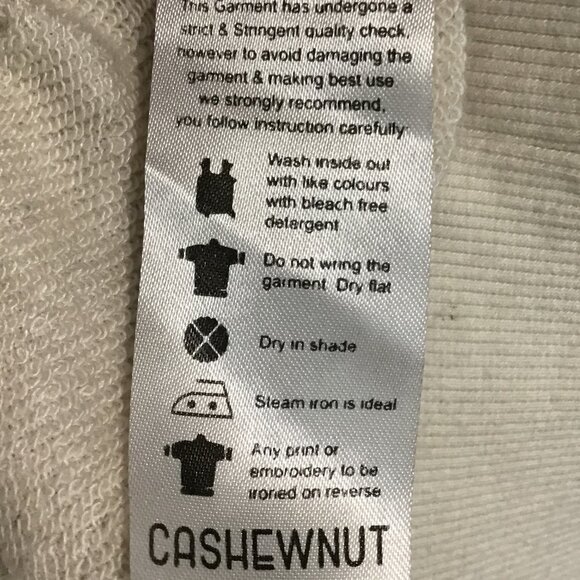 This Garment has undergone a
strict & Stringent quality check,
however to avoid damaging the
garment & making best use
we strongly recommend,
you follow instruction carefully:
Wash inside out
with like colours
with bleach free
detergent
Do not wring the
garment Dry flat
Dry in shade
Steam iron is ideal
Any print or
embroidery to be
ironed on reverse
CASHEWNUT